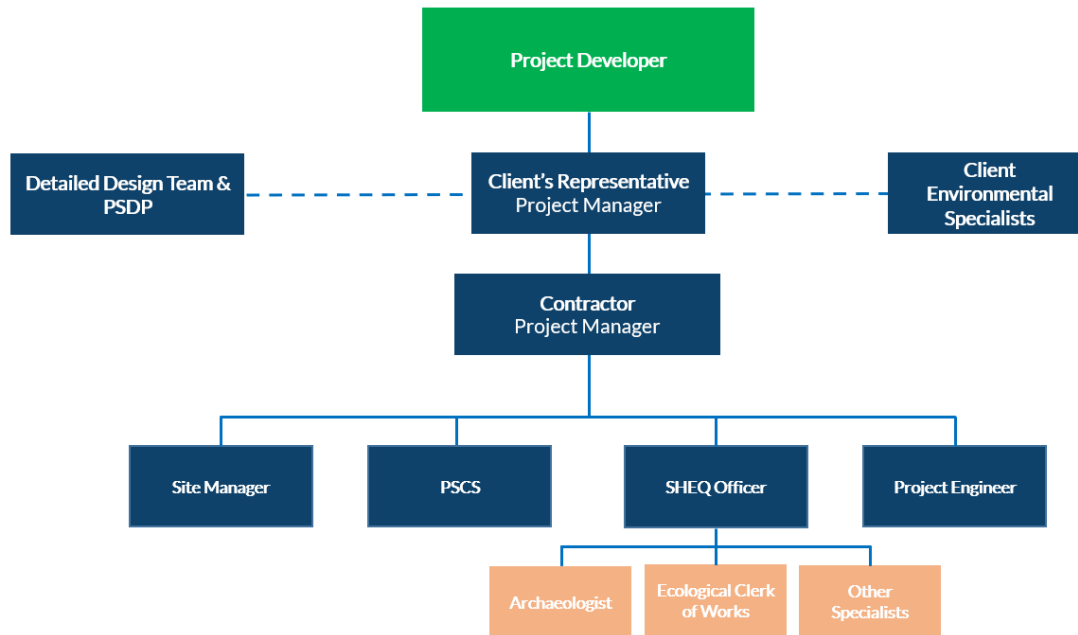 Project Developer
Detailed Design Team &
PSDP
Client's Representative
Project Manager
Client
Environmental
Specialists
Contractor
Project Manager
Site Manager
PSCS
SHEQ Officer
Project Engineer
Archaeologist
Ecological Clerk
of Works
Other
Specialists